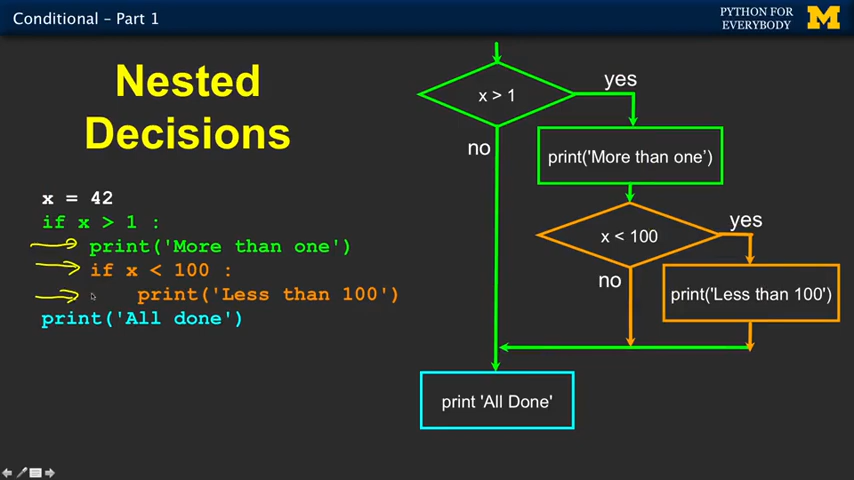 Conditional – Part 1
PYTHON FOR
EVERYBODY
Nested
Decisions
x = 42
if x > 1 :
print('More than one')
if x < 100 :
print('Less than 100')
print('All done')
x > 1
yes
no
print('More than one’)
x < 100
yes
no
print('Less than 100')
print 'All Done'